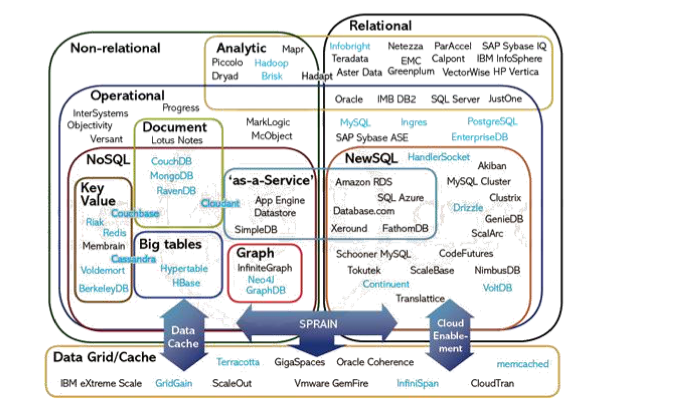 Relational
Non-relational
Analytic Mapr
Piccolo Hadoop
Dryad Brisk Hadapt
Infobright Netezza ParAccel SAP Sybase IQ
Teradata EMC Calpont IBM InfoSphere
Aster Data Greenplum VectorWise HP Vertica
Operational
Oracle IMB DB2 SQL Server JustOne
InterSystems Progress
Objectivity
Versant
Document
Lotus Notes
MarkLogic
McObject
MySQL Ingres PostgreSQL
SAP Sybase ASE EnterpriseDB
NoSQL
CouchDB
MongoDB
RavenDB
NewSQL HandlerSocket
Akiban
MySQL Cluster
Clustrix
Drizzle
GenieDB
ScalArc
Key
Value
Couchbase
Riak
Redis
Membrain
Cassandra
Voldemort
BerkeleyDB
Cloudant
'as-a-Service'
App Engine
Datastore
SimpleDB
Amazon RDS
SQL Azure
Database.com
Xeround FathomDB
Big tables
Hypertable
HBase
Graph
InfiniteGraph
Neo4J
GraphDB
Schooner MySQL CodeFutures
Tokutek ScaleBase NimbusDB
Continuent VoltDB
Translattice
Data
Cache
SPRAIN
Cloud
Enable-
ment
Data Grid/Cache
Terracotta GigaSpaces Oracle Coherence memcached
IBM eXtreme Scale GridGain ScaleOut Vmware GemFire InfiniSpan CloudTran